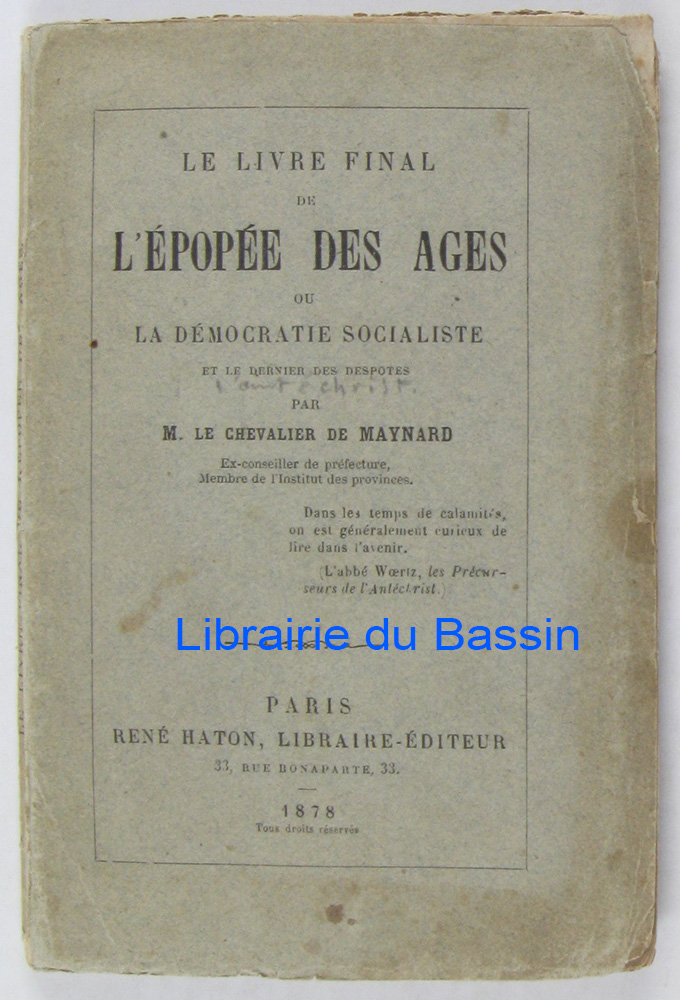 LE LIVRE FINAL
DE
L'ÉPOPÉE DES AGES
OU
LA DÉMOCRATIE SOCIALISTE
ET LE DERNIER DES DESPOTES
l'antechrist.
PAR
M. LE CHEVALIER DE MAYNARD
Ex-conseiller de préfecture,
Membre de l'Institut des provinces.
Dans les temps de calamités,
on est généralement curieux de
lire dans l'avenir.
(L'abbé Wœrtz, les Précur-
seurs de l'Antéchrist.)
Librairie du Bassin
PARIS
RENÉ HATON, LIBRAIRE-ÉDITEUR
33, RUE BONAPARTE, 33.
1878
Tous droits réservés